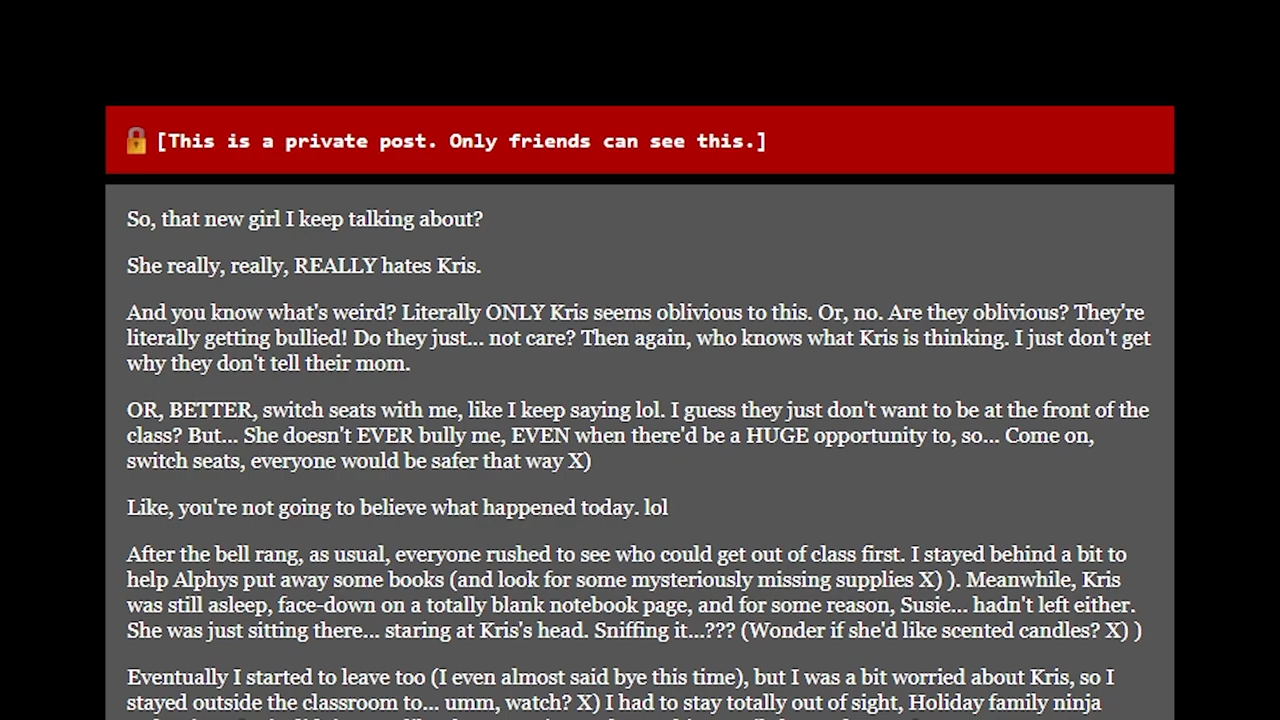 [This is a private post. Only friends can see this.]
So, that new girl I keep talking about?
She really, really, REALLY hates Kris.
And you know what's weird? Literally ONLY Kris seems oblivious to this. Or, no. Are they oblivious? They're
literally getting bullied! Do they just... not care? Then again, who knows what Kris is thinking. I just don't get
why they don't tell their mom.
OR, BETTER, switch seats with me, like I keep saying lol. I guess they just don't want to be at the front of the
class? But... She doesn't EVER bully me, EVEN when there'd be a HUGE opportunity to, so... Come on,
switch seats, everyone would be safer that way X)
Like, you're not going to believe what happened today. lol
After the bell rang, as usual, everyone rushed to see who could get out of class first. I stayed behind a bit to
help Alphys put away some books (and look for some mysteriously missing supplies X) ). Meanwhile, Kris
was still asleep, face-down on a totally blank notebook page, and for some reason, Susie... hadn't left either.
She was just sitting there... staring at Kris's head. Sniffing it...??? (Wonder if she'd like scented candles? X) )
Eventually I started to leave too (I even almost said bye this time), but I was a bit worried about Kris, so I
stayed outside the classroom to... umm, watch? X) I had to stay totally out of sight, Holiday family ninja